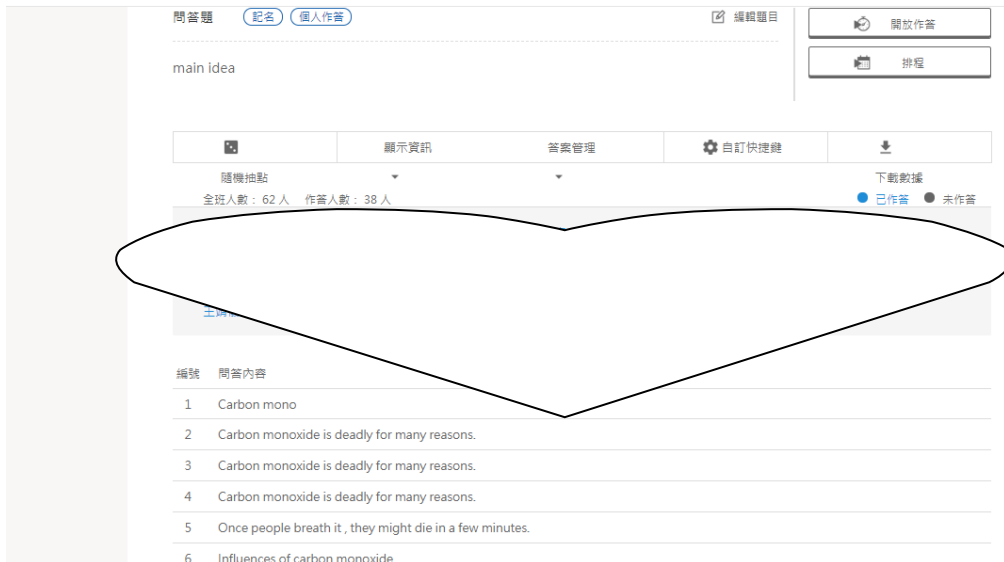 問答題 記名 個人作答 編輯題目 開放作答
排程
main idea
顯示資訊 答案管理 自訂快捷鍵
隨機抽點 下載數據
全班人數： 62 人 作答人數： 38 人 已作答 未作答
編號 問答內容
1 Carbon mono
2 Carbon monoxide is deadly for many reasons.
3 Carbon monoxide is deadly for many reasons.
4 Carbon monoxide is deadly for many reasons.
5 Once people breath it , they might die in a few minutes.
6 Influences of carbon monoxide